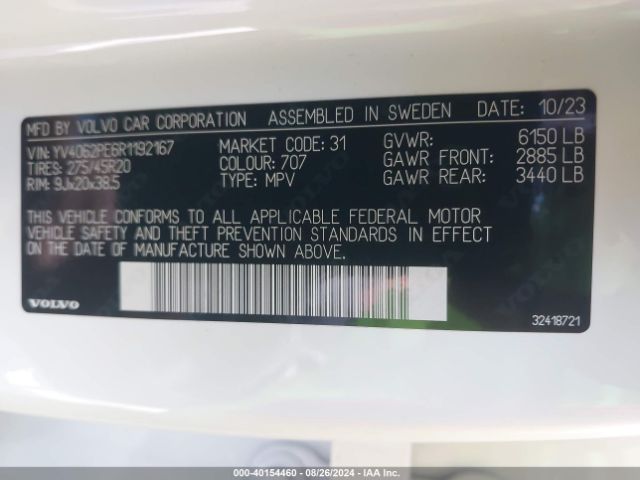 MFD BY VOLVO CAR CORPORATION ASSEMBLED IN SWEDEN DATE: 10/23
VIN: YV4062PE6R1192167 MARKET CODE: 31 GVWR: 6150 LB
TIRES: 275/45R20 COLOUR: 707 GAWR FRONT: 2885 LB
RIM: 9Jx20x38.5 TYPE: MPV GAWR REAR: 3440 LB
THIS VEHICLE CONFORMS TO ALL APPLICABLE FEDERAL MOTOR
VEHICLE SAFETY AND THEFT PREVENTION STANDARDS IN EFFECT
ON THE DATE OF MANUFACTURE SHOWN ABOVE.
VOLVO
32418721
000-40154460 - 08/26/2024 - IAA Inc.